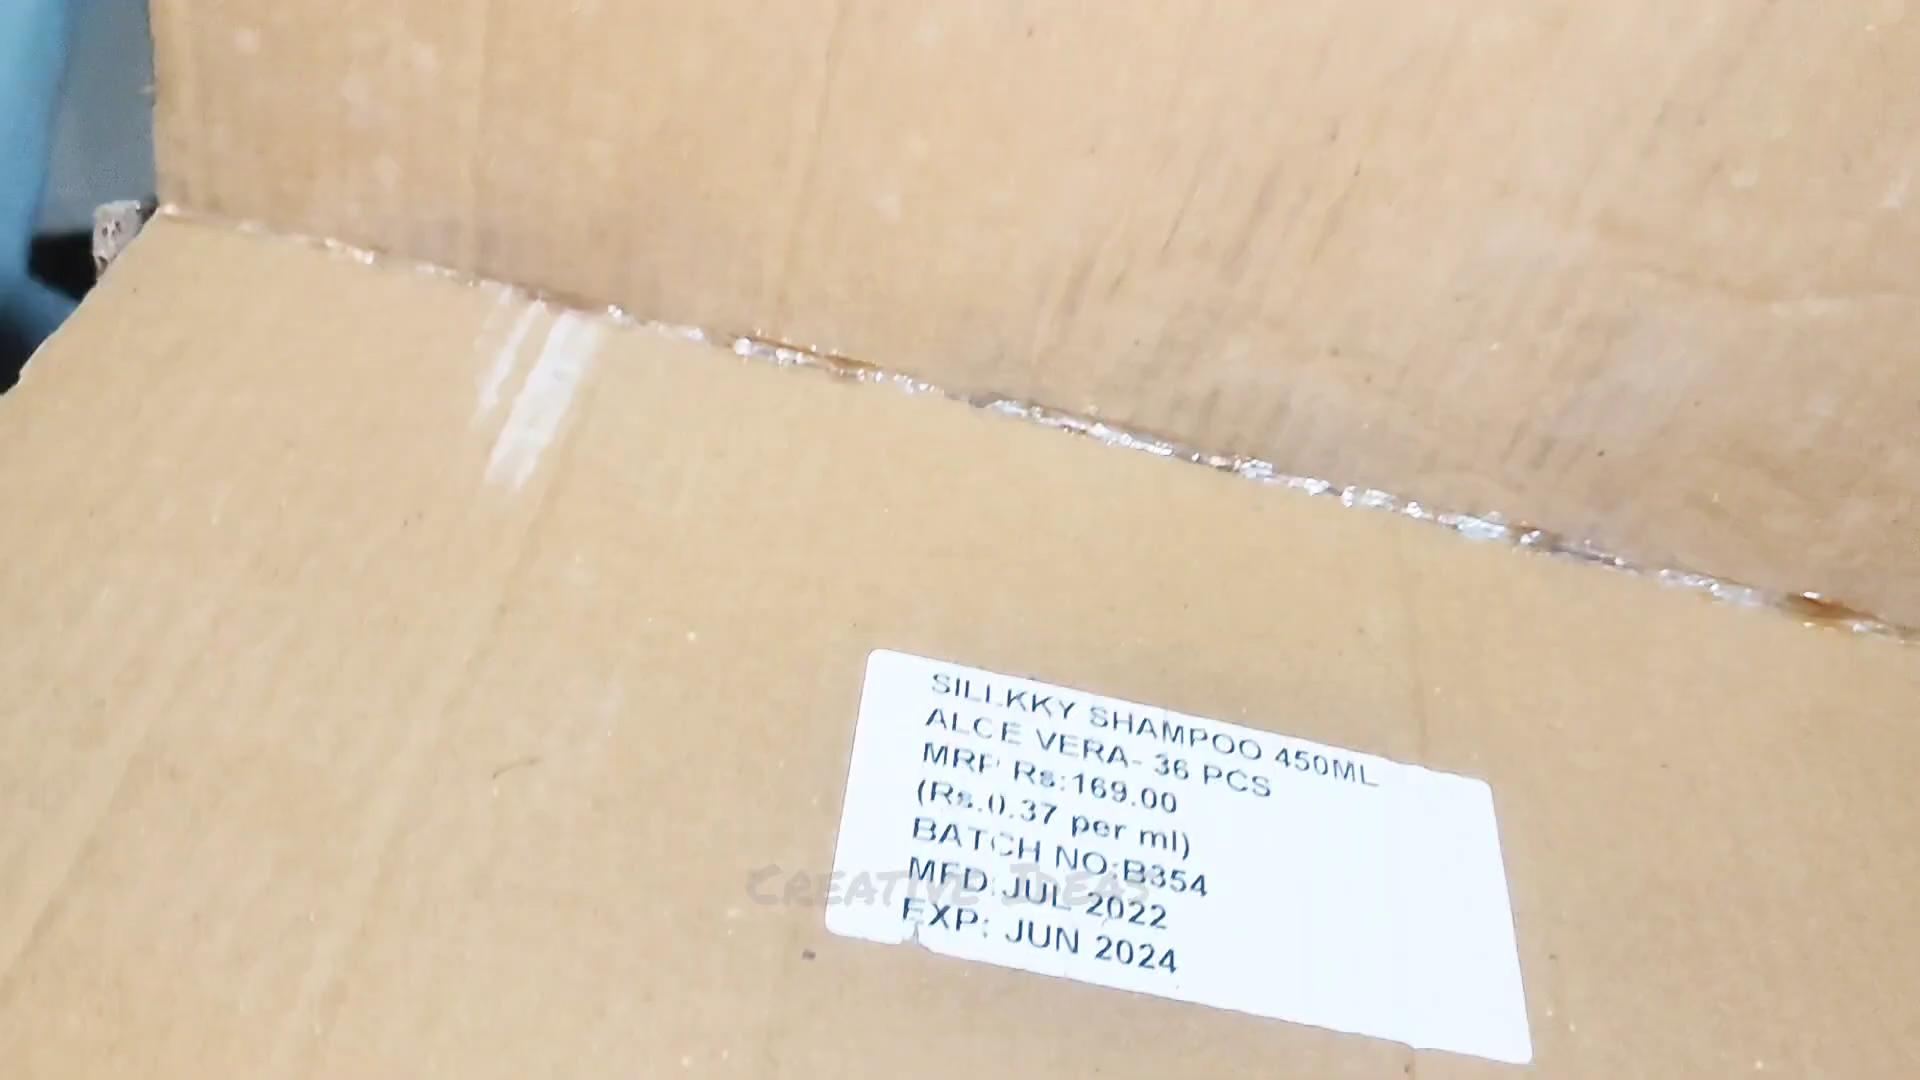 SILLKKY SHAMPOO 450ML
ALOE VERA- 36 PCS
MRP Rs:169.00
(Rs.0.37 per ml)
BATCH NO:B354
MFD:JUL 2022
EXP: JUN 2024
Creative Ideas